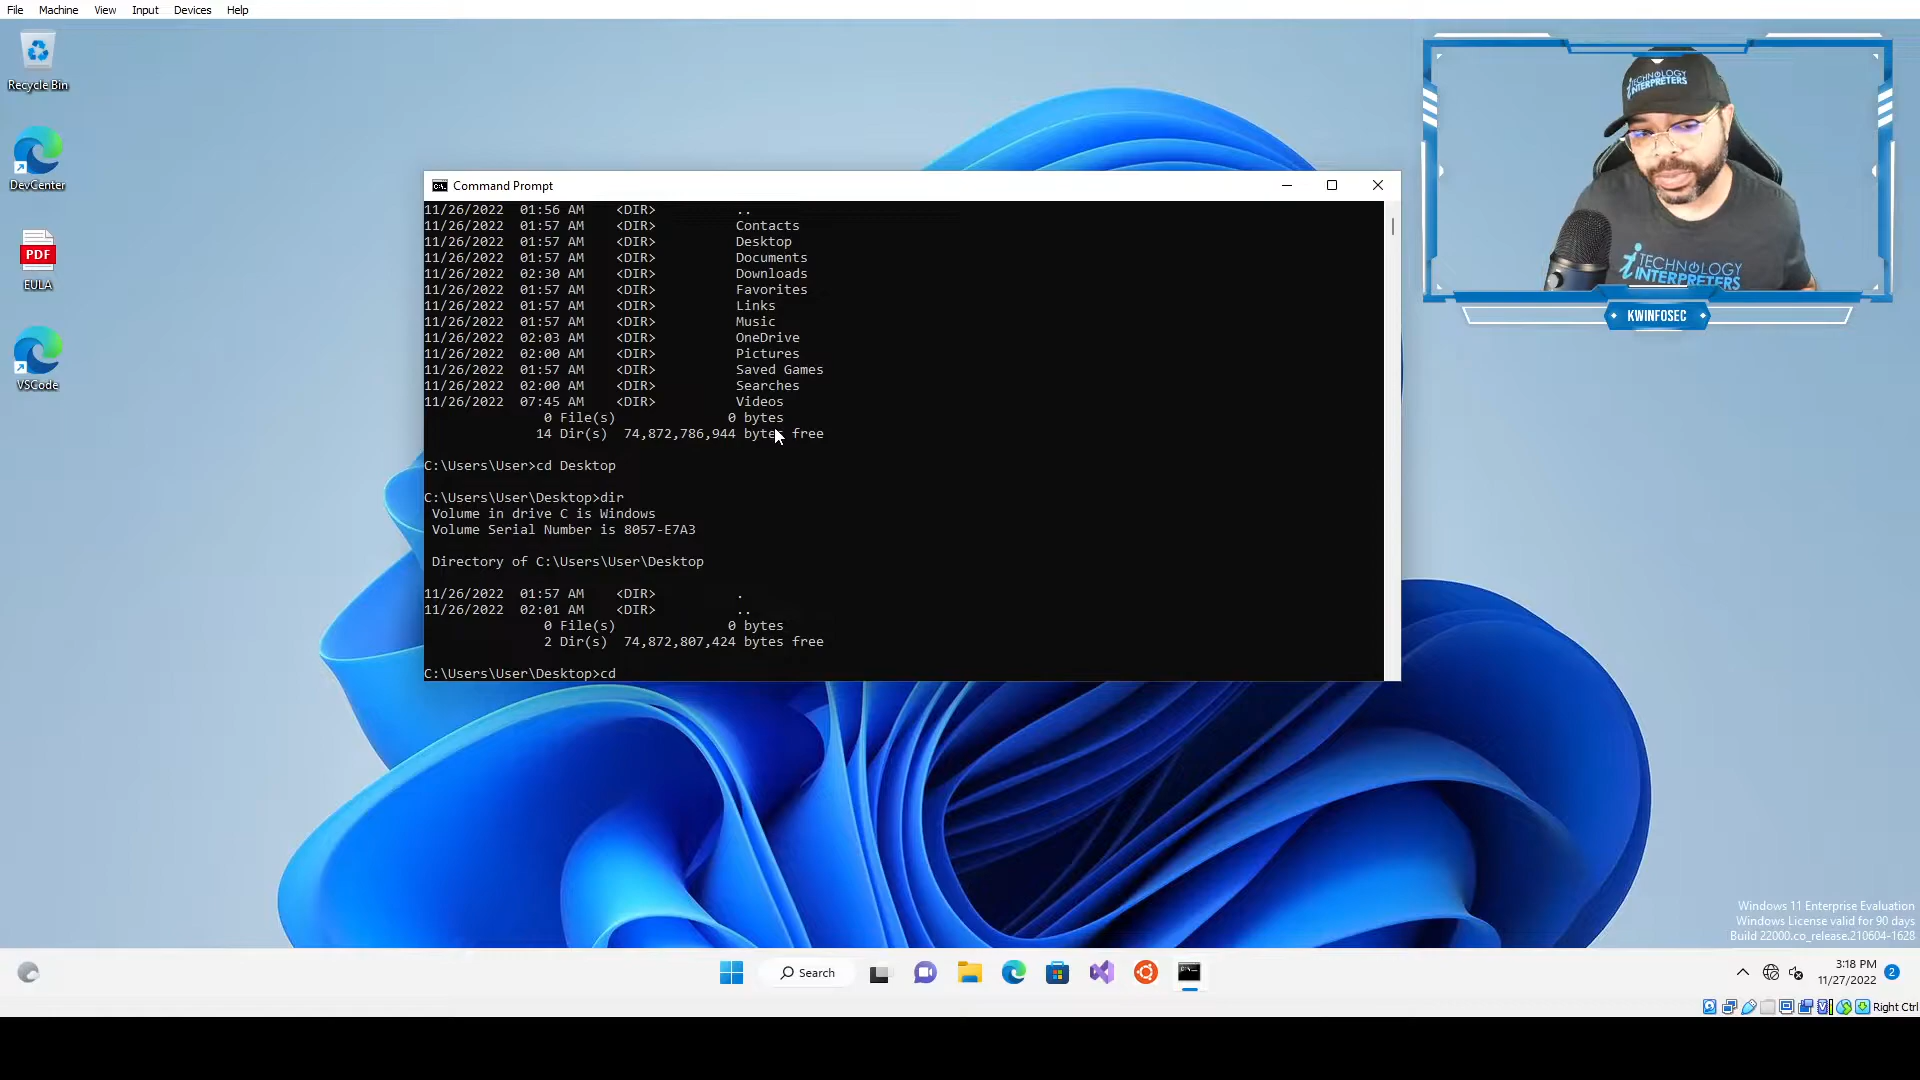 File Machine View Input Devices Help
Recycle Bin
DevCenter
PDF
EULA
VSCode
Command Prompt
11/26/2022 01:56 AM <DIR> ..
11/26/2022 01:57 AM <DIR> Contacts
11/26/2022 01:57 AM <DIR> Desktop
11/26/2022 01:57 AM <DIR> Documents
11/26/2022 02:30 AM <DIR> Downloads
11/26/2022 01:57 AM <DIR> Favorites
11/26/2022 01:57 AM <DIR> Links
11/26/2022 01:57 AM <DIR> Music
11/26/2022 02:03 AM <DIR> OneDrive
11/26/2022 02:00 AM <DIR> Pictures
11/26/2022 01:57 AM <DIR> Saved Games
11/26/2022 02:00 AM <DIR> Searches
11/26/2022 07:45 AM <DIR> Videos
0 File(s) 0 bytes
14 Dir(s) 74,872,786,944 bytes free
C:\Users\User>cd Desktop
C:\Users\User\Desktop>dir
Volume in drive C is Windows
Volume Serial Number is 8057-E7A3
Directory of C:\Users\User\Desktop
11/26/2022 01:57 AM <DIR> .
11/26/2022 02:01 AM <DIR> ..
0 File(s) 0 bytes
2 Dir(s) 74,872,807,424 bytes free
C:\Users\User\Desktop>cd
TECHNOLOGY
INTERPRETERS
TECHNOLOGY
INTERPRETERS
KWINFOSEC
Windows 11 Enterprise Evaluation
Windows License valid for 90 days
Build 22000.co_release.210604-1628
Search
3:18 PM
11/27/2022
2
Right Ctrl